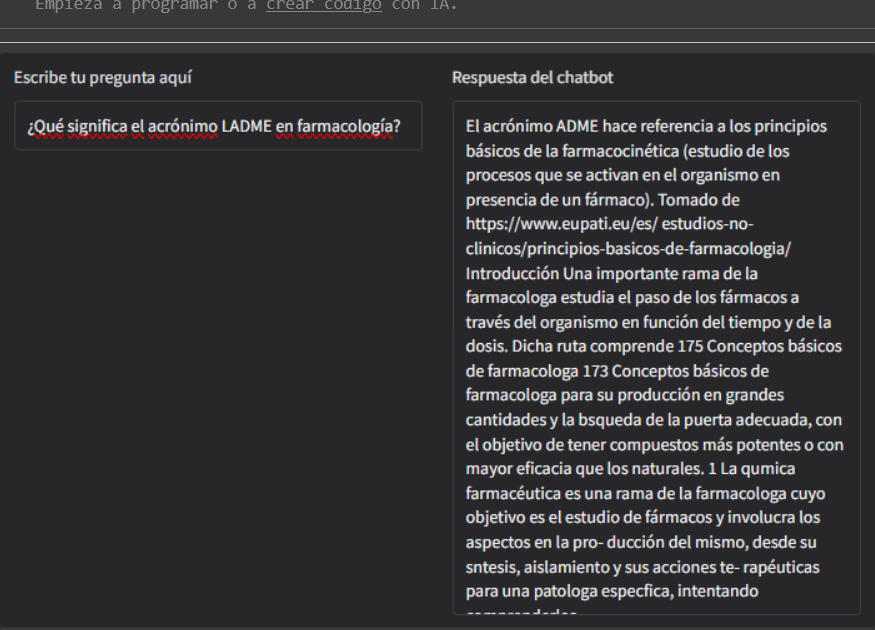 Empieza a programar o a crear código con IA.
Escribe tu pregunta aquí
¿Qué significa el acrónimo LADME en farmacología?
Respuesta del chatbot
El acrónimo ADME hace referencia a los principios
básicos de la farmacocinética (estudio de los
procesos que se activan en el organismo en
presencia de un fármaco). Tomado de
https://www.eupati.eu/es/ estudios-no-
clinicos/principios-basicos-de-farmacologia/
Introducción Una importante rama de la
farmacologa estudia el paso de los fármacos a
través del organismo en función del tiempo y de la
dosis. Dicha ruta comprende 175 Conceptos básicos
de farmacologa 173 Conceptos básicos de
farmacologa para su producción en grandes
cantidades y la bsqueda de la puerta adecuada, con
el objetivo de tener compuestos más potentes o con
mayor eficacia que los naturales. 1 La qumica
farmacéutica es una rama de la farmacologa cuyo
objetivo es el estudio de fármacos y involucra los
aspectos en la pro- ducción del mismo, desde su
sntesis, aislamiento y sus acciones te- rapéuticas
para una patologa especfica, intentando